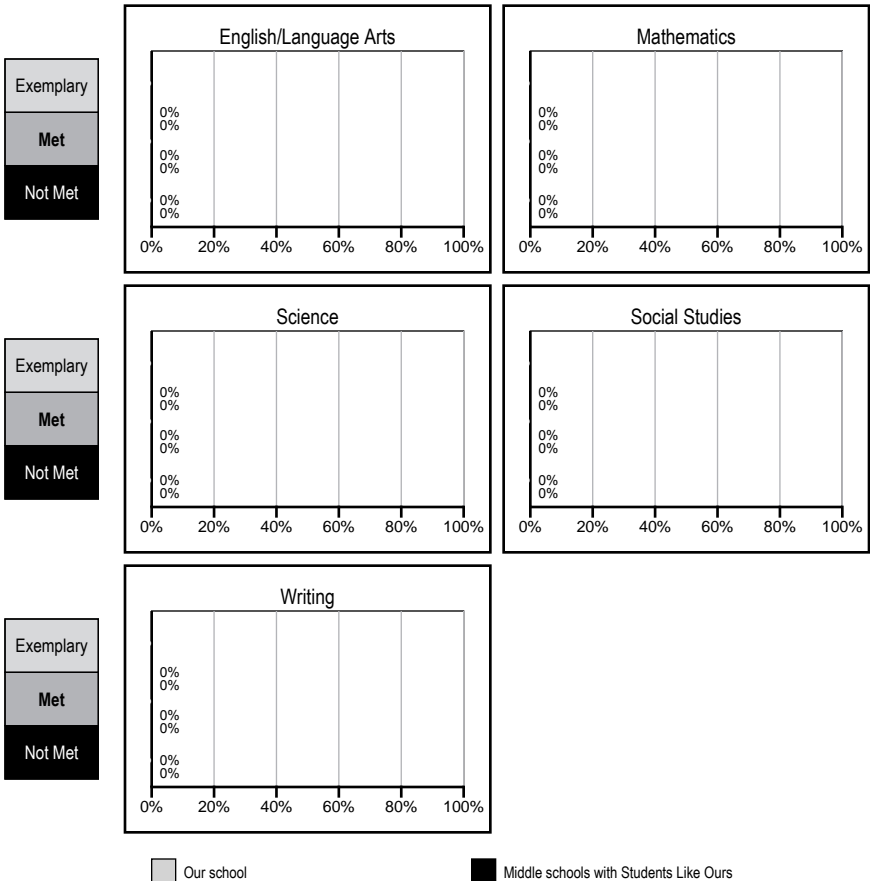 English/Language Arts
Exemplary
Met
Not Met
0%
0%
0%
0%
0%
0%
0% 20% 40% 60% 80% 100%
Mathematics
0%
0%
0%
0%
0%
0%
0% 20% 40% 60% 80% 100%
Science
Exemplary
Met
Not Met
0%
0%
0%
0%
0%
0%
0% 20% 40% 60% 80% 100%
Social Studies
0%
0%
0%
0%
0%
0%
0% 20% 40% 60% 80% 100%
Writing
Exemplary
Met
Not Met
0%
0%
0%
0%
0%
0%
0% 20% 40% 60% 80% 100%
Our school
Middle schools with Students Like Ours